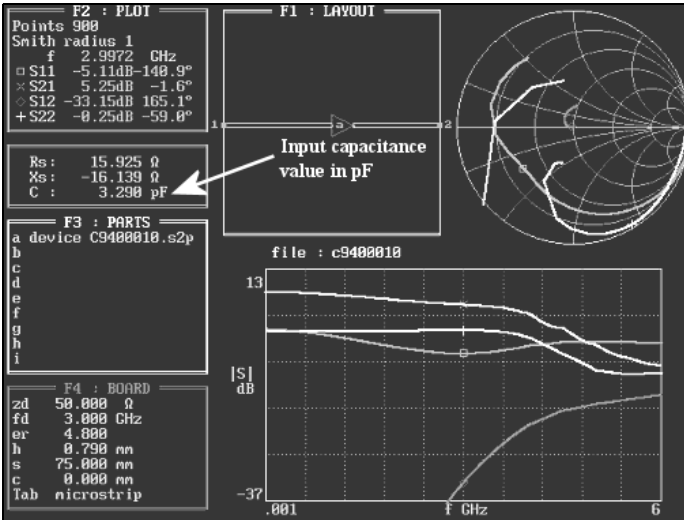 F2 : PLOT
Points 900
Smith radius 1
f 2.9972 GHz
□ S11 -5.11dB-140.9°
× S21 5.25dB -1.6°
◇ S12 -33.15dB 165.1°
+ S22 -0.25dB -59.0°
Rs: 15.925 Ω
Xs: -16.139 Ω
C : 3.290 pF
F3 : PARTS
a device C9400010.s2p
b
c
d
e
f
g
h
i
F4 : BOARD
zd 50.000 Ω
fd 3.000 GHz
er 4.800
h 0.790 mm
s 75.000 mm
c 0.000 mm
Tab microstrip
F1 : LAYOUT
1 a 2
Input capacitance
value in pF
file : c9400010
13
|S|
dB
-37
.001 f GHz 6